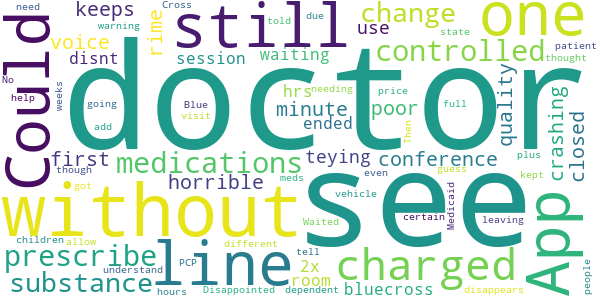 need
Cross
keeps
warning
told
due
state
change
one
Could
voice
rime
still
use
thought
patient
disnt
session
waiting
controlled
No
help
weeks
going
add
doctor
Blue
visit
hrs
needing
price
full
minute
poor
ended
Then
quality
plus
crashing
closed
first
though
medications
teying
conference
guess
kept
got
meds
even
horrible
see
vehicle
certain
Medicaid
leaving
without
Waited
App
children
allow
different
prescribe
line
tell
charged
understand
PCP
2x
room
substance
hours
Disappointed
dependent
bluecross
disappears
people